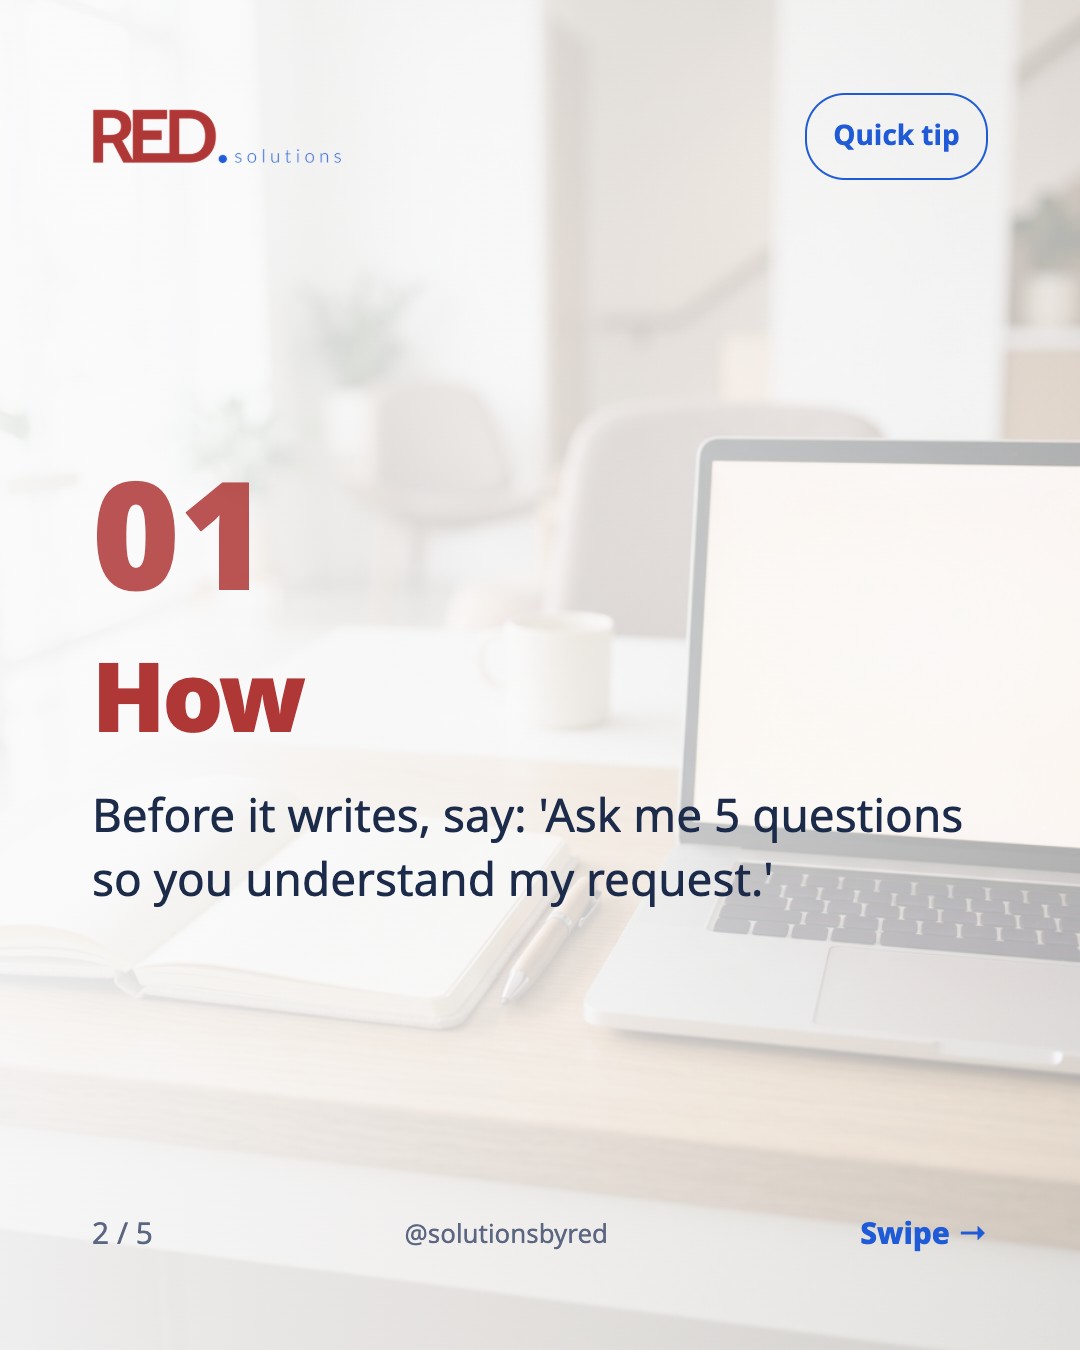 RED.solutions
Quick tip
01
How
Before it writes, say: 'Ask me 5 questions
so you understand my request.'
2 / 5
@solutionsbyred
Swipe →